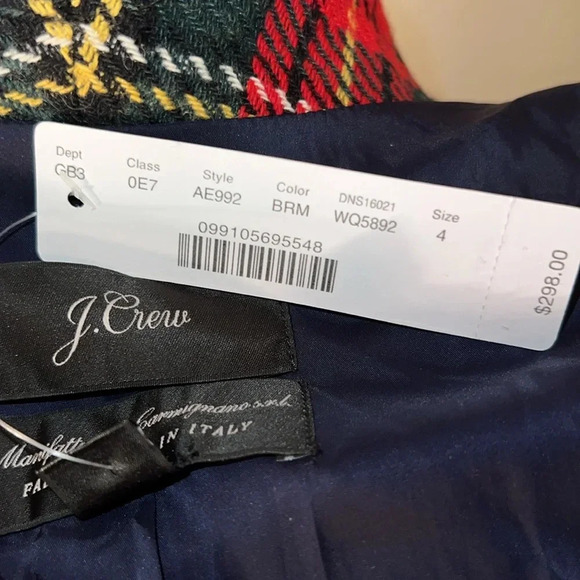 Dept Class Style Color DNS16021 Size
GB3 0E7 AE992 BRM WQ5892 4
099105695548
$298.00
J.Crew
Carmignano s.r.l.
IN ITALY